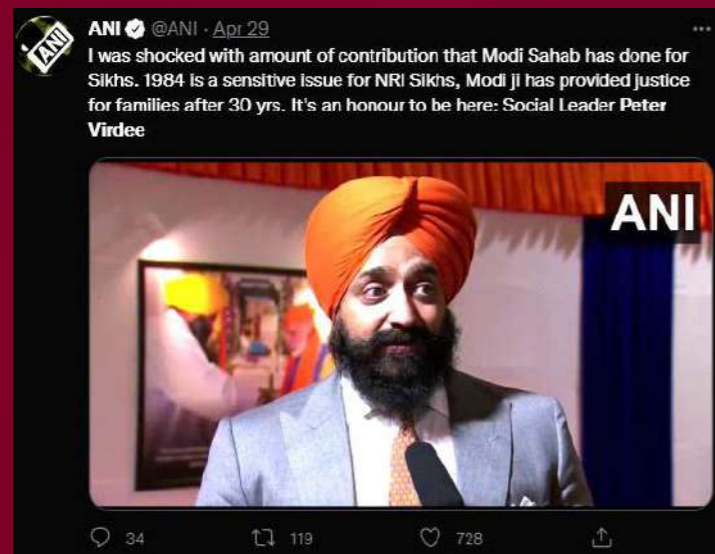 ANI @ANI · Apr 29
I was shocked with amount of contribution that Modi Sahab has done for
Sikhs. 1984 is a sensitive issue for NRI Sikhs, Modi ji has provided justice
for families after 30 yrs. It's an honour to be here: Social Leader Peter
Virdee
ANI
ANI
34 119 728